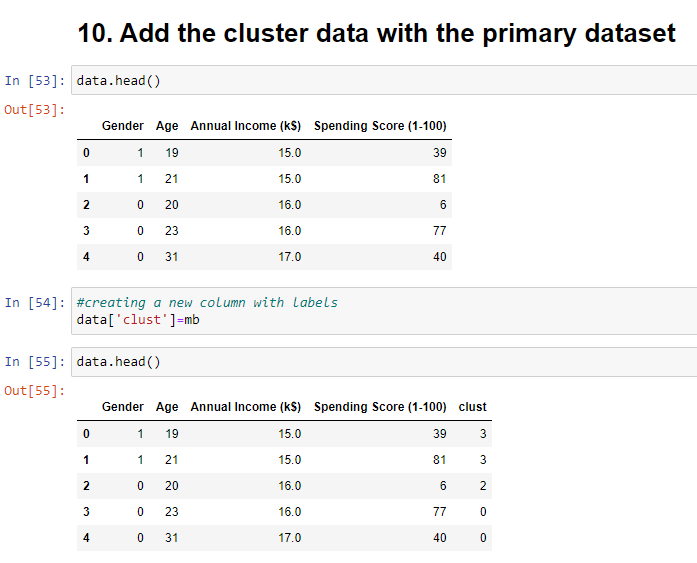 10. Add the cluster data with the primary dataset
In [53]: data.head()
Out[53]:
Gender Age Annual Income (k$) Spending Score (1-100)
0 1 19 15.0 39
1 1 21 15.0 81
2 0 20 16.0 6
3 0 23 16.0 77
4 0 31 17.0 40
In [54]: #creating a new column with labels
data['clust']=mb
In [55]: data.head()
Out[55]:
Gender Age Annual Income (k$) Spending Score (1-100) clust
0 1 19 15.0 39 3
1 1 21 15.0 81 3
2 0 20 16.0 6 2
3 0 23 16.0 77 0
4 0 31 17.0 40 0